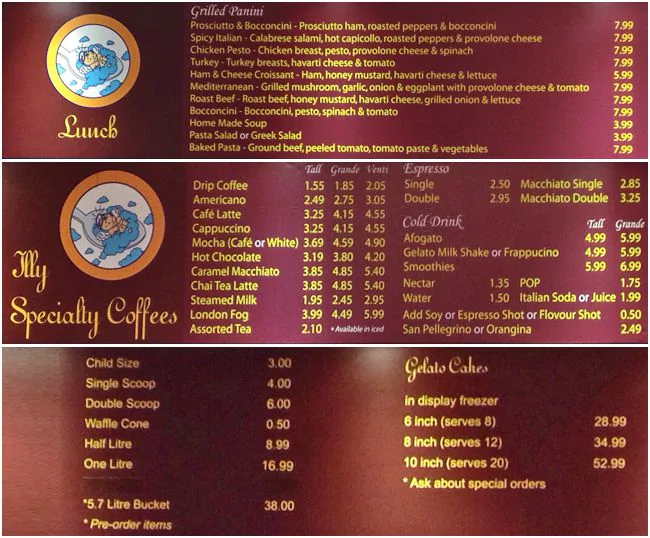 Grilled Panini
Prosciutto & Bocconcini - Prosciutto ham, roasted peppers & bocconcini 7.99
Spicy Italian - Calabrese salami, hot capicollo, roasted peppers & provolone cheese 7.99
Chicken Pesto - Chicken breast, pesto, provolone cheese & spinach 7.99
Turkey - Turkey breasts, havarti cheese & tomato 7.99
Ham & Cheese Croissant - Ham, honey mustard, havarti cheese & lettuce 5.99
Mediterranean - Grilled mushroom, garlic, onion & eggplant with provolone cheese & tomato 7.99
Roast Beef - Roast beef, honey mustard, havarti cheese, grilled onion & lettuce 7.99
Bocconcini - Bocconcini, pesto, spinach & tomato 7.99
Home Made Soup 3.99
Pasta Salad or Greek Salad 3.99
Baked Pasta - Ground beef, peeled tomato, tomato paste & vegetables 7.99
Lunch
Illy
Specialty Coffees
Tall Grande Venti
Drip Coffee 1.55 1.85 2.05
Americano 2.49 2.75 3.05
Café Latte 3.25 4.15 4.55
Cappuccino 3.25 4.15 4.55
Mocha (Café or White) 3.69 4.59 4.90
Hot Chocolate 3.19 3.80 4.20
Caramel Macchiato 3.85 4.85 5.40
Chai Tea Latte 3.85 4.85 5.40
Steamed Milk 1.95 2.45 2.95
London Fog 3.99 4.49 5.99
Assorted Tea 2.10 * Available in iced
Espresso
Single 2.50 Macchiato Single 2.85
Double 2.95 Macchiato Double 3.25
Cold Drink Tall Grande
Afogato 4.99 5.99
Gelato Milk Shake or Frappucino 4.99 5.99
Smoothies 5.99 6.99
Nectar 1.35 POP 1.75
Water 1.50 Italian Soda or Juice 1.99
Add Soy or Espresso Shot or Flovour Shot 0.50
San Pellegrino or Orangina 2.49
Child Size 3.00
Single Scoop 4.00
Double Scoop 6.00
Waffle Cone 0.50
Half Litre 8.99
One Litre 16.99
*5.7 Litre Bucket 38.00
* Pre-order items
Gelato Cakes
in display freezer
6 inch (serves 8) 28.99
8 inch (serves 12) 34.99
10 inch (serves 20) 52.99
* Ask about special orders